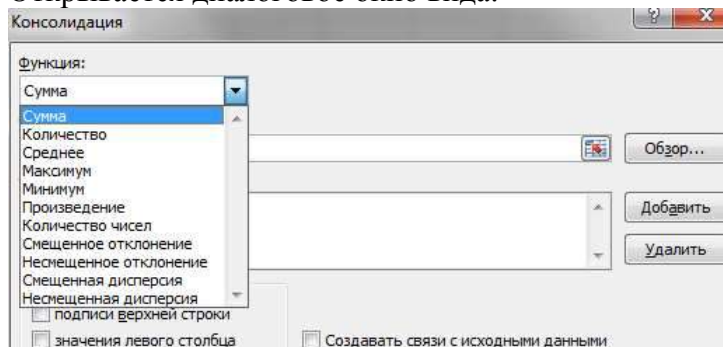 Открывается диалоговое окно вида:
Консолидация
Функция:
Сумма
Сумма
Количество
Среднее
Максимум
Минимум
Произведение
Количество чисел
Смещенное отклонение
Несмещенное отклонение
Смещенная дисперсия
Несмещенная дисперсия
Обзор...
Добавить
Удалить
подписи верхней строки
значения левого столбца
Создавать связи с исходными данными